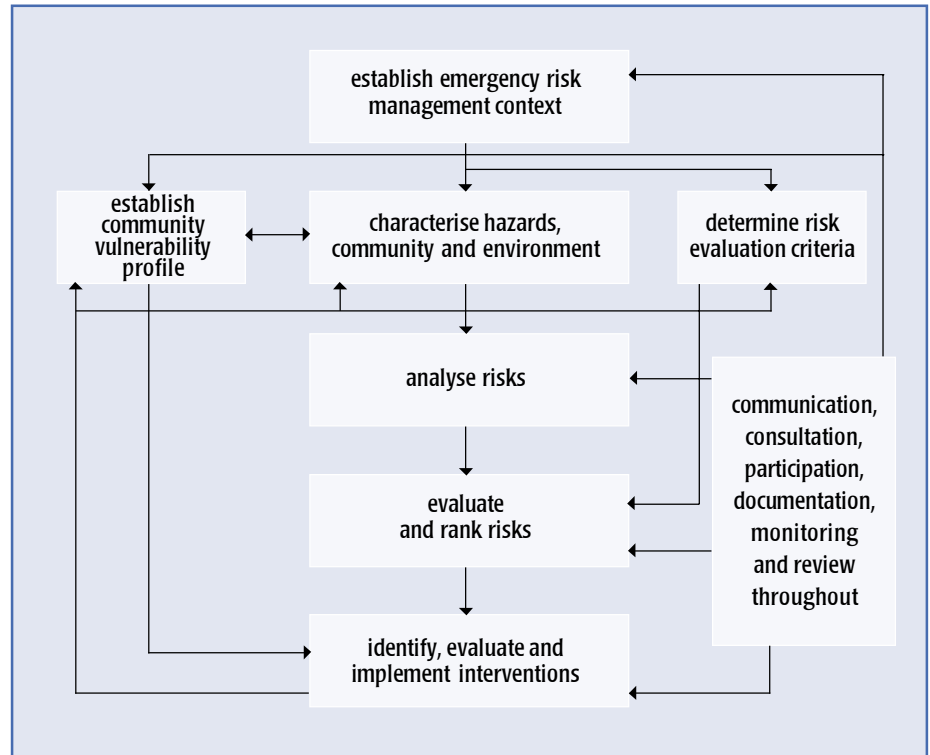 establish emergency risk
management context
establish
community
vulnerability
profile
characterise hazards,
community and environment
determine risk
evaluation criteria
analyse risks
communication,
consultation,
participation,
documentation,
monitoring
and review
throughout
evaluate
and rank risks
identify, evaluate and
implement interventions